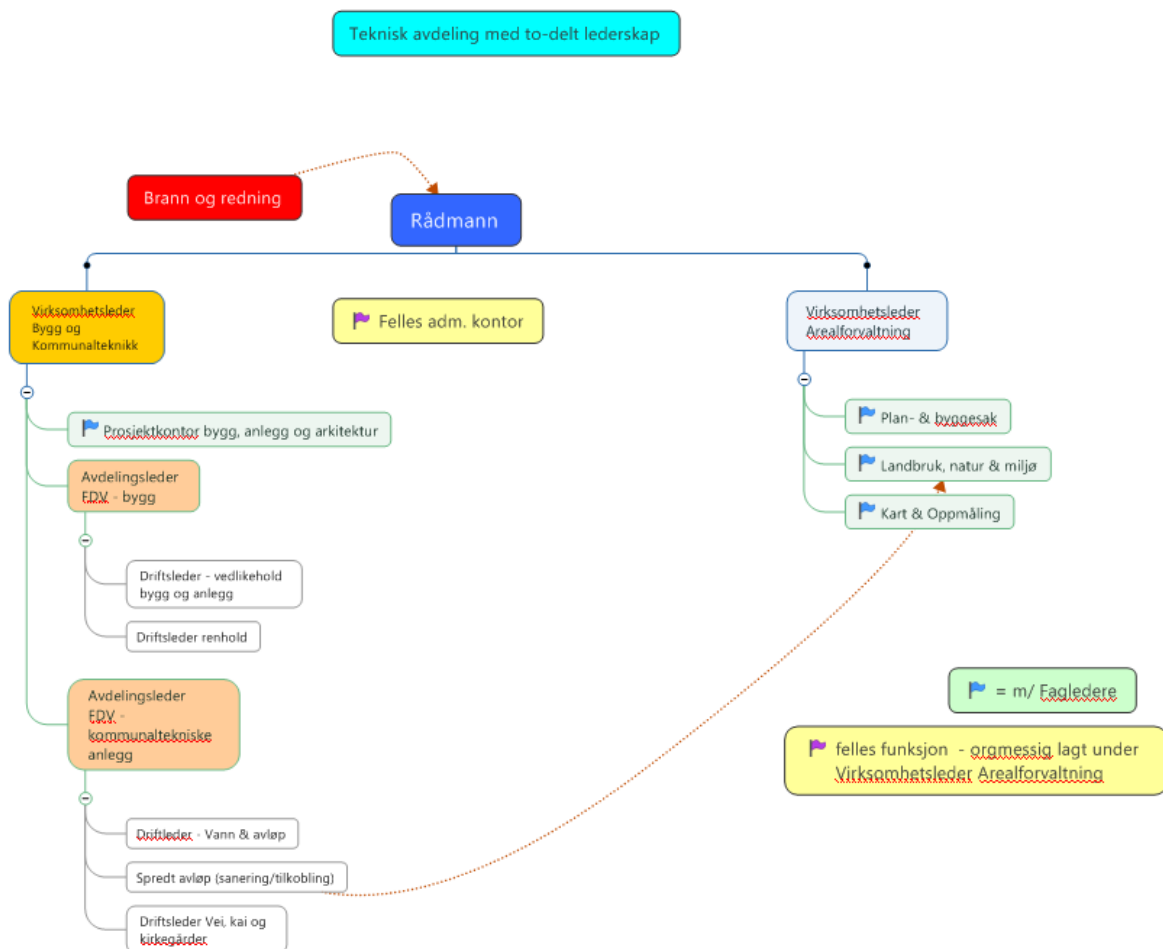 Teknisk avdeling med to-delt lederskap
Brann og redning
Rådmann
Virksomhetsleder
Bygg og
Kommunalteknikk
Felles adm. kontor
Virksomhetsleder
Arealforvaltning
Prosjektkontor bygg, anlegg og arkitektur
Avdelingsleder
FDV - bygg
Driftsleder - vedlikehold
bygg og anlegg
Driftsleder renhold
Avdelingsleder
FDV -
kommunaltekniske
anlegg
Driftleder - Vann & avløp
Spredt avløp (sanering/tilkobling)
Driftsleder Vei, kai og
kirkegårder
Plan- & byggesak
Landbruk, natur & miljø
Kart & Oppmåling
= m/ Fagledere
felles funksjon - orgmessig lagt under
Virksomhetsleder Arealforvaltning